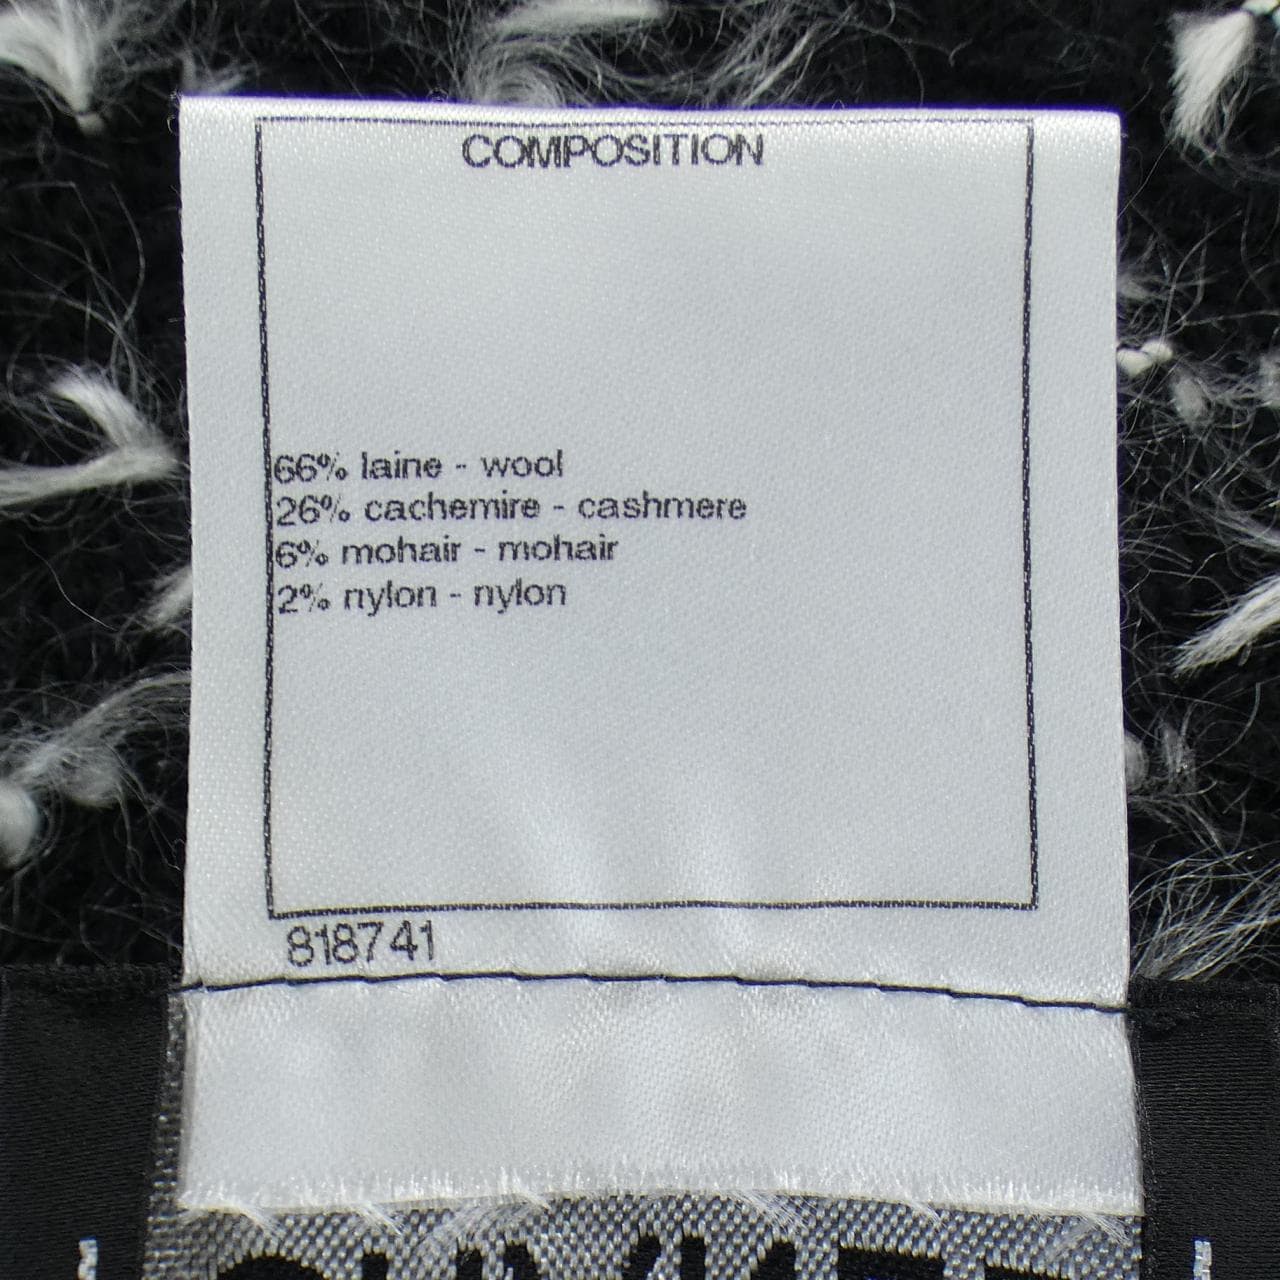 COMPOSITION
66% laine - wool
26% cachemire - cashmere
6% mohair - mohair
2% nylon - nylon
818741